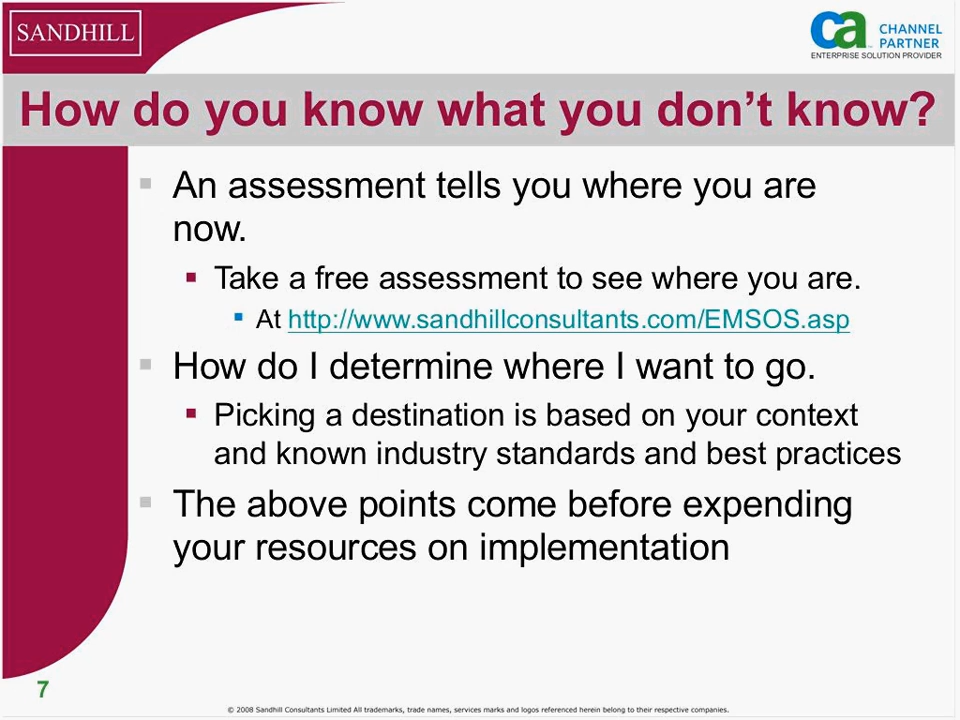 SANDHILL
ca CHANNEL
PARTNER
ENTERPRISE SOLUTION PROVIDER
How do you know what you don’t know?
An assessment tells you where you are
now.
Take a free assessment to see where you are.
At http://www.sandhillconsultants.com/EMSOS.asp
How do I determine where I want to go.
Picking a destination is based on your context
and known industry standards and best practices
The above points come before expending
your resources on implementation
7
© 2008 Sandhill Consultants Limited All trademarks, trade names, services marks and logos referenced herein belong to their respective companies.